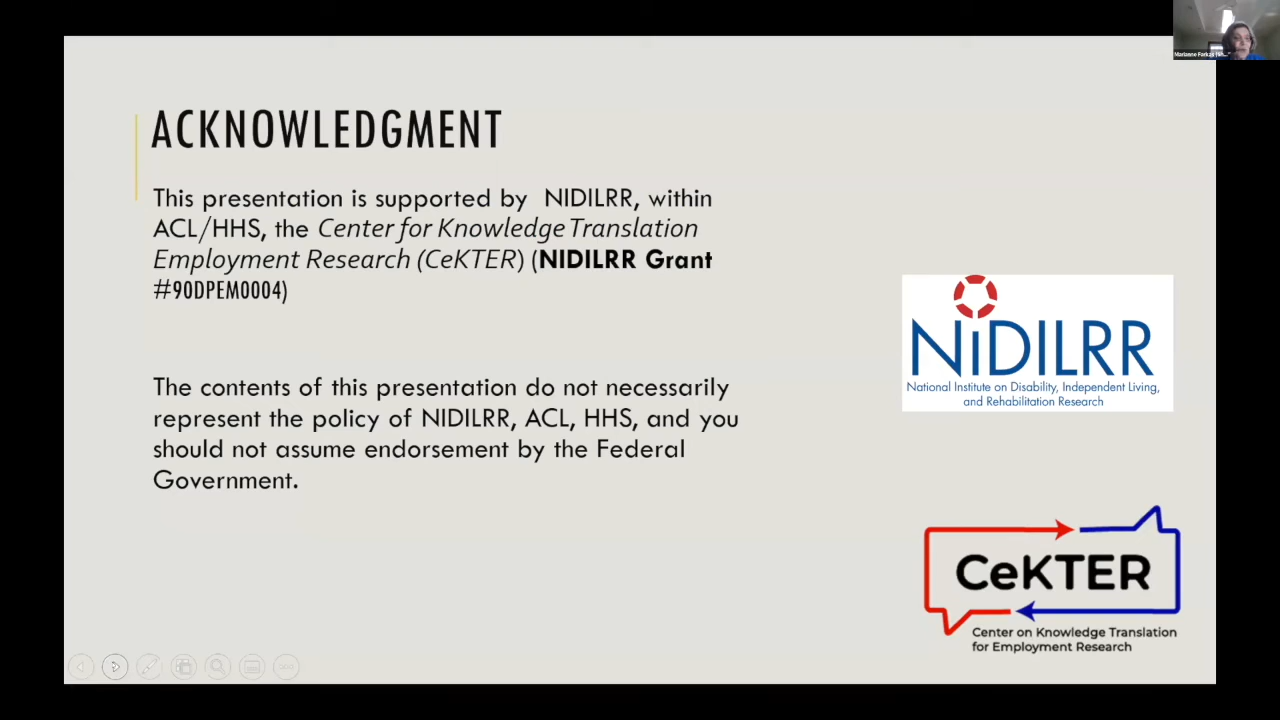 Marianne Farkas
ACKNOWLEDGMENT
This presentation is supported by NIDILRR, within
ACL/HHS, the Center for Knowledge Translation
Employment Research (CeKTER) (NIDILRR Grant
#90DPEM0004)
NiDILRR
National Institute on Disability, Independent Living,
and Rehabilitation Research
The contents of this presentation do not necessarily
represent the policy of NIDILRR, ACL, HHS, and you
should not assume endorsement by the Federal
Government.
CeKTER
Center on Knowledge Translation
for Employment Research